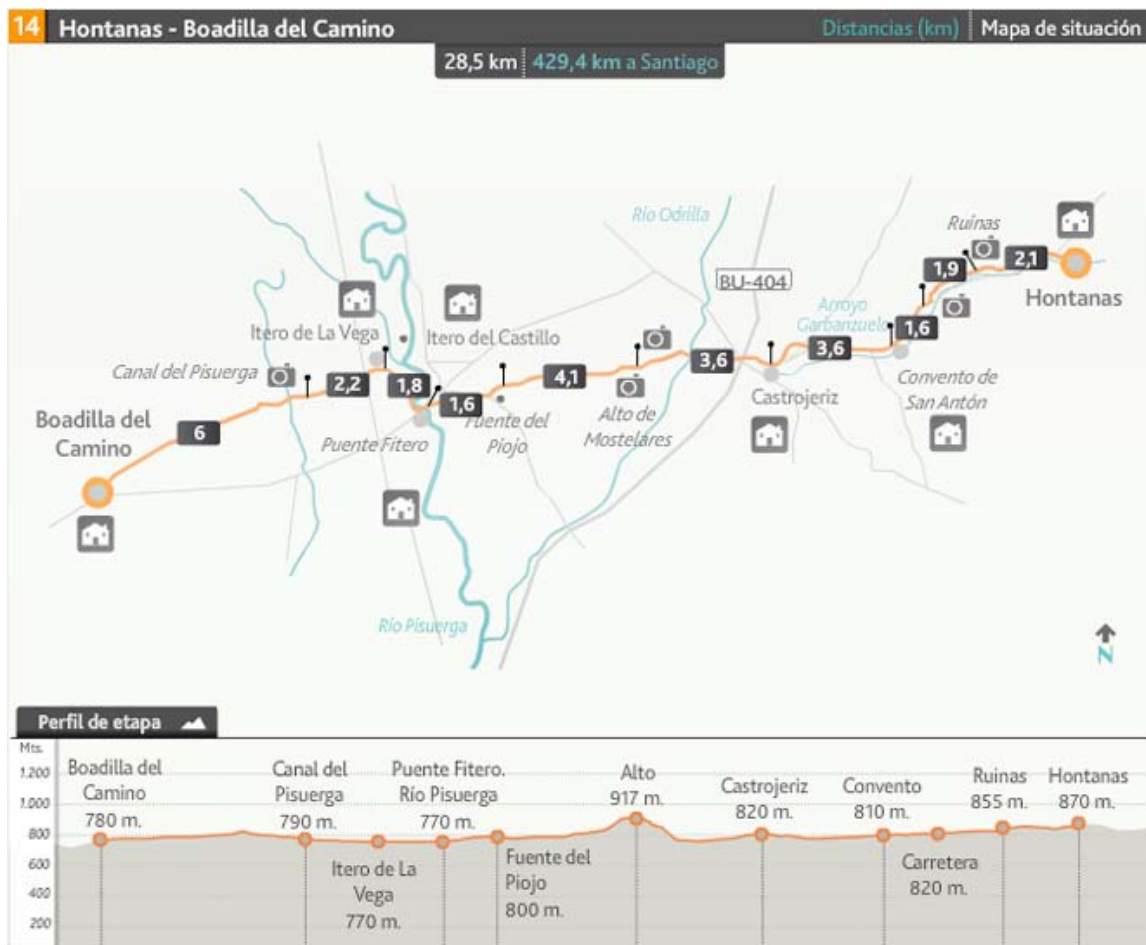 14 Hontanas - Boadilla del Camino Distancias (km) Mapa de situación
28,5 km 429,4 km a Santiago
Río Odrilla
Ruinas
2,1
1,9
BU-404
Hontanas
Arroyo
Garbanzuelo
1,6
Itero de La Vega
Itero del Castillo
3,6
3,6
Canal del Pisuerga
2,2
1,8
4,1
1,6
Castrojeriz
Convento de
San Antón
Boadilla del
Camino
6
Puente Fitero
Fuente del
Piojo
Alto de
Mostelares
Río Pisuerga
N
Perfil de etapa
Mts.
1.200
1.000
800
600
400
200
Boadilla del
Camino
780 m.
Canal del
Pisuerga
790 m.
Itero de La
Vega
770 m.
Puente Fitero.
Río Pisuerga
770 m.
Fuente del
Piojo
800 m.
Alto
917 m.
Castrojeriz
820 m.
Convento
810 m.
Carretera
820 m.
Ruinas
855 m.
Hontanas
870 m.